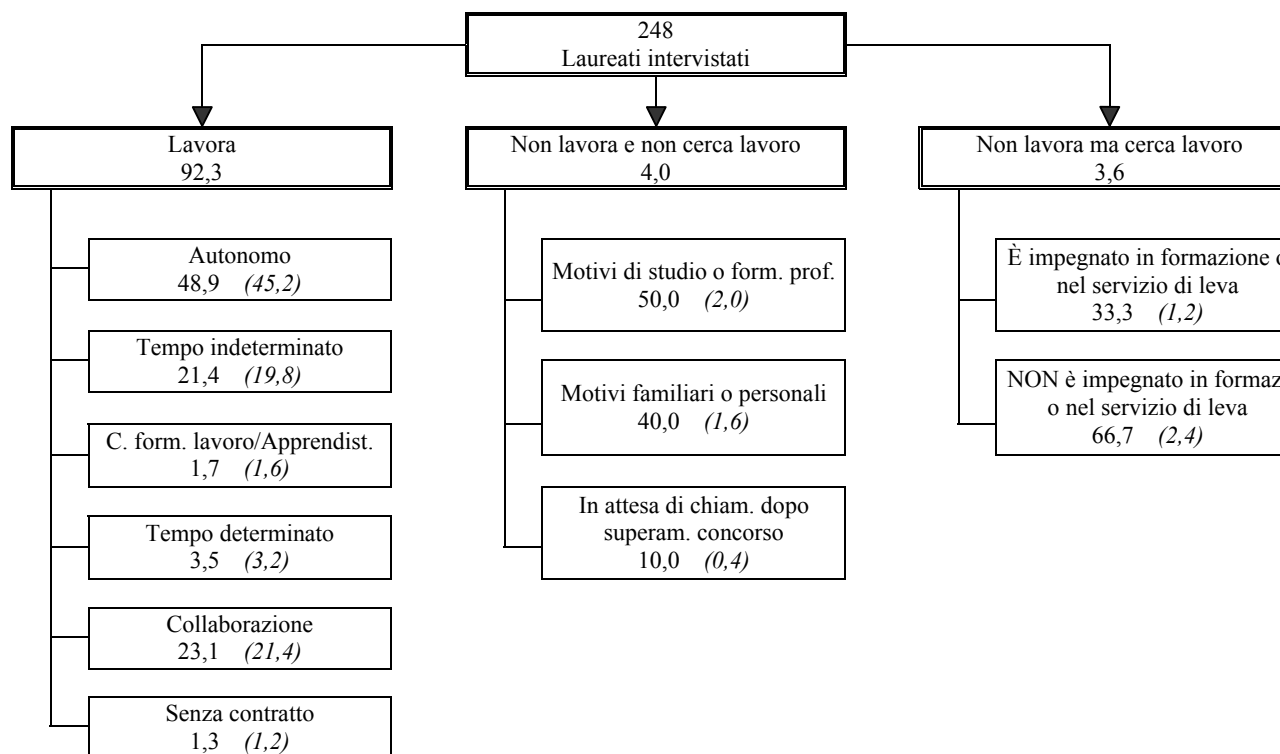 248
Laureati intervistati
Lavora
92,3
Non lavora e non cerca lavoro
4,0
Non lavora ma cerca lavoro
3,6
Autonomo
48,9 (45,2)
Tempo indeterminato
21,4 (19,8)
C. form. lavoro/Apprendist.
1,7 (1,6)
Tempo determinato
3,5 (3,2)
Collaborazione
23,1 (21,4)
Senza contratto
1,3 (1,2)
Motivi di studio o form. prof.
50,0 (2,0)
Motivi familiari o personali
40,0 (1,6)
In attesa di chiam. dopo
superam. concorso
10,0 (0,4)
È impegnato in formazione
nel servizio di leva
33,3 (1,2)
NON è impegnato in
o nel servizio di leva
66,7 (2,4)